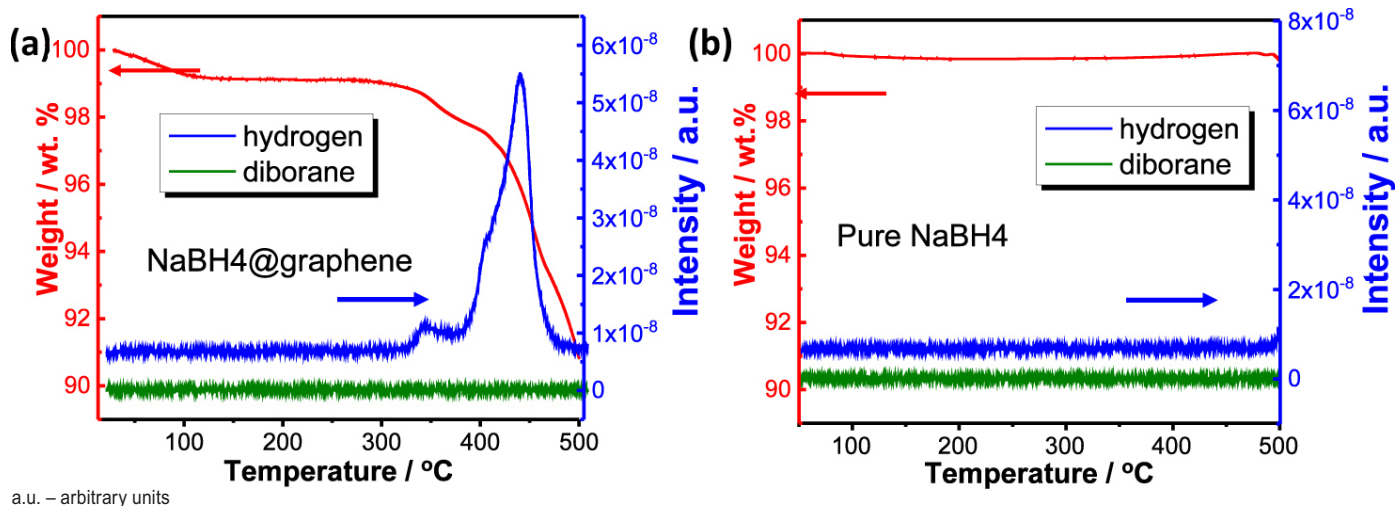 (a)
100
98
96
94
92
90
Weight / wt. %
hydrogen
diborane
NaBH4@graphene
6x10-8
5x10-8
4x10-8
3x10-8
2x10-8
1x10-8
0
Intensity / a.u.
100 200 300 400 500
Temperature / oC
(b)
100
98
96
94
92
90
Weight / wt.%
hydrogen
diborane
Pure NaBH4
8x10-8
6x10-8
4x10-8
2x10-8
0
Intensity / a.u.
100 200 300 400 500
Temperature / oC
a.u. – arbitrary units